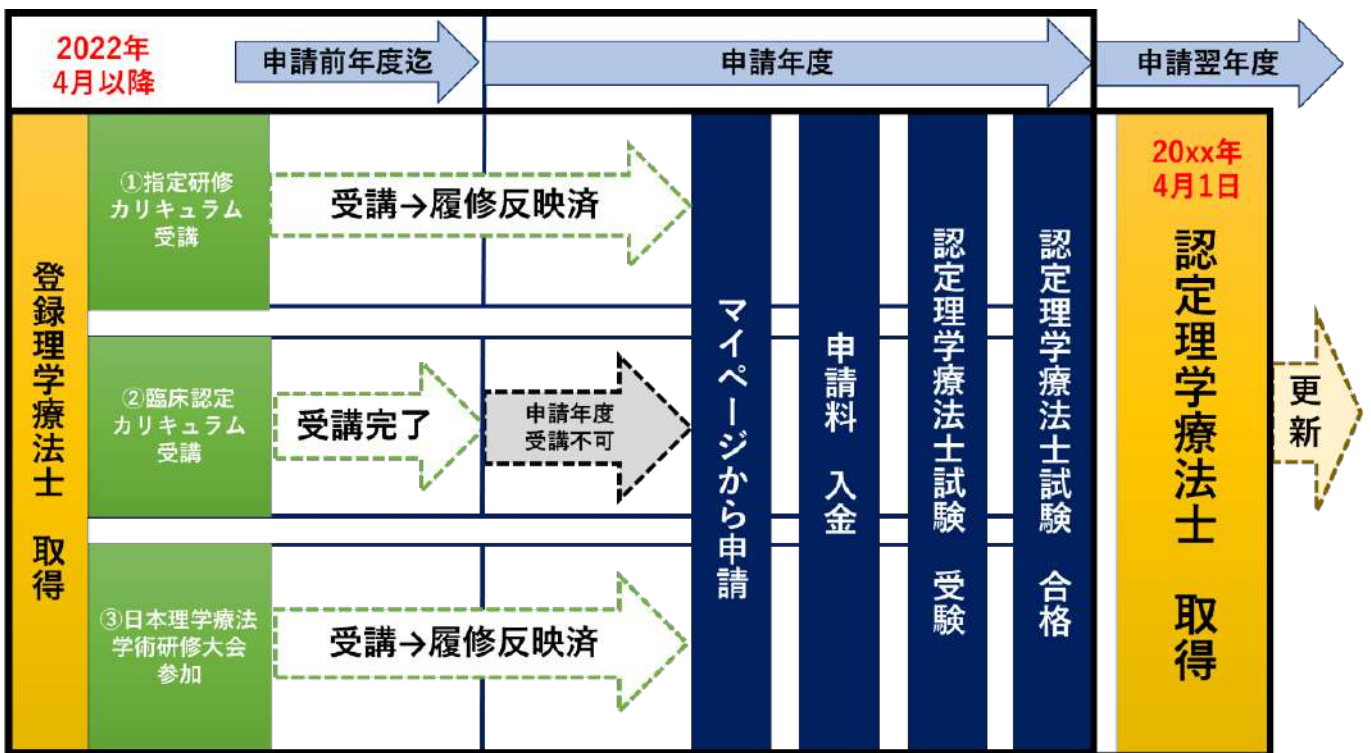 2022年
4月以降
申請前年度迄
申請年度
申請翌年度
登録理学療法士 取得
①指定研修
カリキュラム
受講
受講→履修反映済
②臨床認定
カリキュラム
受講
受講完了
申請年度
受講不可
③日本理学療法
学術研修大会
参加
受講→履修反映済
マイページから申請
申請料 入金
認定理学療法士試験 受験
認定理学療法士試験 合格
20xx年
4月1日
認定理学療法士 取得
更新